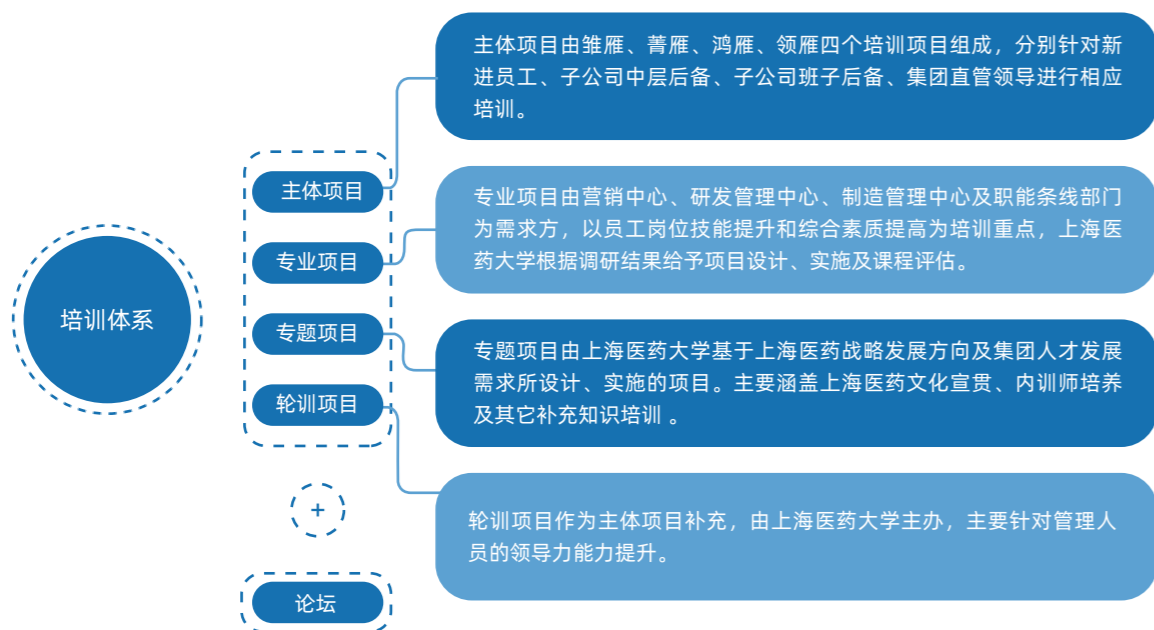 培训体系
主体项目
专业项目
专题项目
轮训项目
+
论坛
主体项目由雏雁、菁雁、鸿雁、领雁四个培训项目组成，分别针对新
进员工、子公司中层后备、子公司班子后备、集团直管领导进行相应
培训。
专业项目由营销中心、研发管理中心、制造管理中心及职能条线部门
为需求方，以员工岗位技能提升和综合素质提高为培训重点，上海医
药大学根据调研结果给予项目设计、实施及课程评估。
专题项目由上海医药大学基于上海医药战略发展方向及集团人才发展
需求所设计、实施的项目。主要涵盖上海医药文化宣贯、内训师培养
及其它补充知识培训 。
轮训项目作为主体项目补充，由上海医药大学主办，主要针对管理人
员的领导力能力提升。